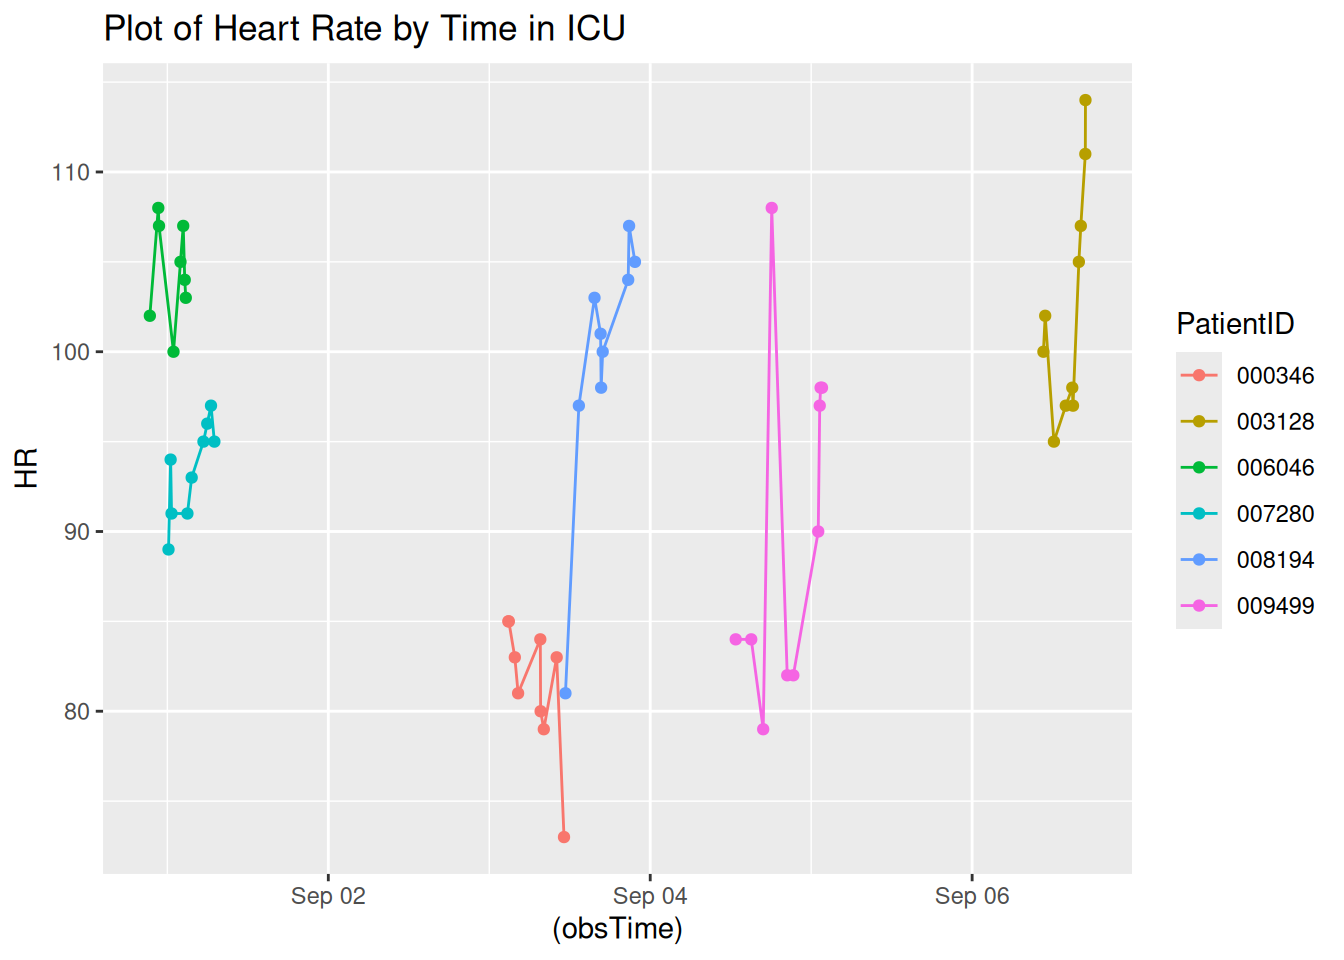 Plot of Heart Rate by Time in ICU
HR
110
100
90
80
Sep 02
Sep 04
Sep 06
(obsTime)
PatientID
000346
003128
006046
007280
008194
009499